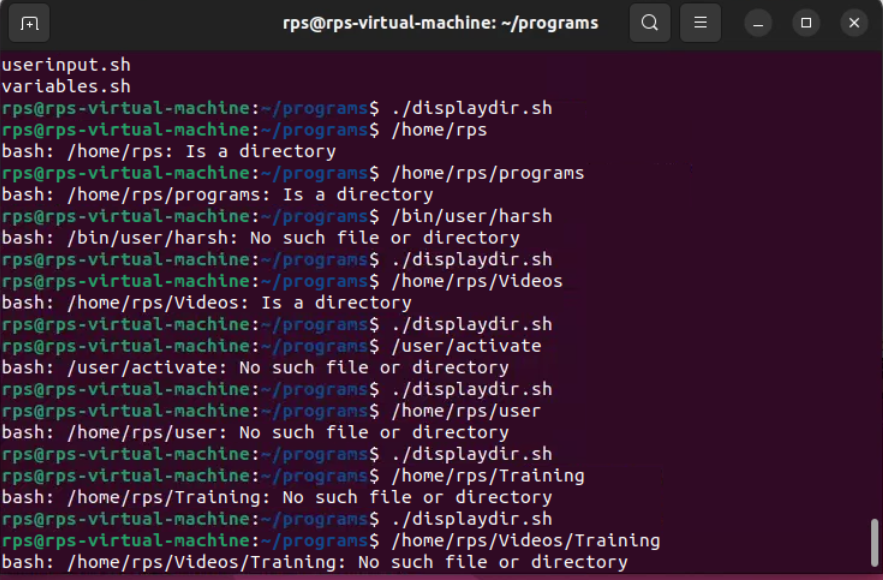 rps@rps-virtual-machine: ~/programs
userinput.sh
variables.sh
rps@rps-virtual-machine:~/programs$ ./displaydir.sh
rps@rps-virtual-machine:~/programs$ /home/rps
bash: /home/rps: Is a directory
rps@rps-virtual-machine:~/programs$ /home/rps/programs
bash: /home/rps/programs: Is a directory
rps@rps-virtual-machine:~/programs$ /bin/user/harsh
bash: /bin/user/harsh: No such file or directory
rps@rps-virtual-machine:~/programs$ ./displaydir.sh
rps@rps-virtual-machine:~/programs$ /home/rps/Videos
bash: /home/rps/Videos: Is a directory
rps@rps-virtual-machine:~/programs$ ./displaydir.sh
rps@rps-virtual-machine:~/programs$ /user/activate
bash: /user/activate: No such file or directory
rps@rps-virtual-machine:~/programs$ ./displaydir.sh
rps@rps-virtual-machine:~/programs$ /home/rps/user
bash: /home/rps/user: No such file or directory
rps@rps-virtual-machine:~/programs$ ./displaydir.sh
rps@rps-virtual-machine:~/programs$ /home/rps/Training
bash: /home/rps/Training: No such file or directory
rps@rps-virtual-machine:~/programs$ ./displaydir.sh
rps@rps-virtual-machine:~/programs$ /home/rps/Videos/Training
bash: /home/rps/Videos/Training: No such file or directory